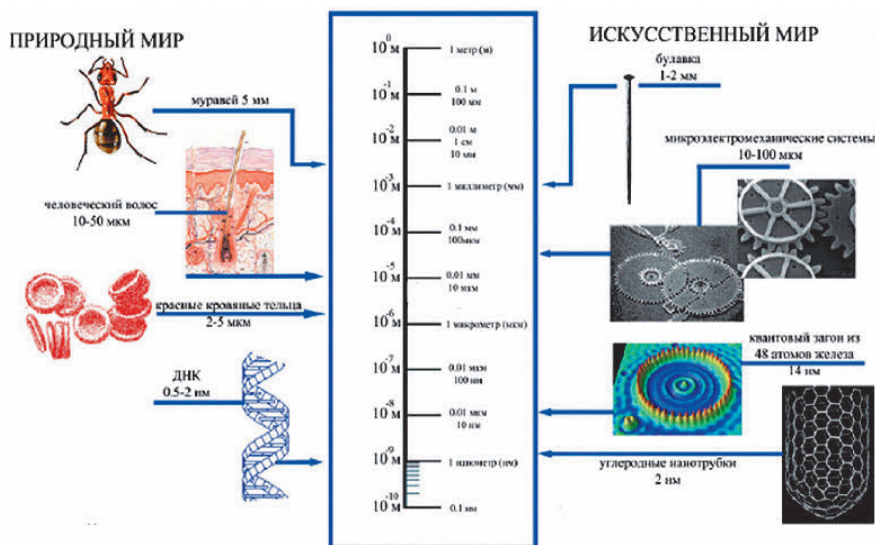 ПРИРОДНЫЙ МИР
муравей 5 мм
человеческий волос
10-50 мкм
красные кровяные тельца
2-5 мкм
ДНК
0.5-2 нм
10⁰ м
1 метр (м)
10⁻¹ м
0.1 м
100 мм
10⁻² м
0.01 м
1 см
10 мм
10⁻³ м
1 миллиметр (мм)
10⁻⁴ м
0.1 мм
100мкм
10⁻⁵ м
0.01 мм
10 мкм
10⁻⁶ м
1 микрометр (мкм)
10⁻⁷ м
0.01 мкм
100 нм
10⁻⁸ м
0.01 мкм
10 нм
10⁻⁹ м
1 нанометр (нм)
10⁻¹⁰ м
0.1 нм
ИСКУССТВЕННЫЙ МИР
булавка
1-2 мм
микроэлектромеханические системы
10-100 мкм
квантовый загон из
48 атомов железа
14 нм
углеродные нанотрубки
2 нм